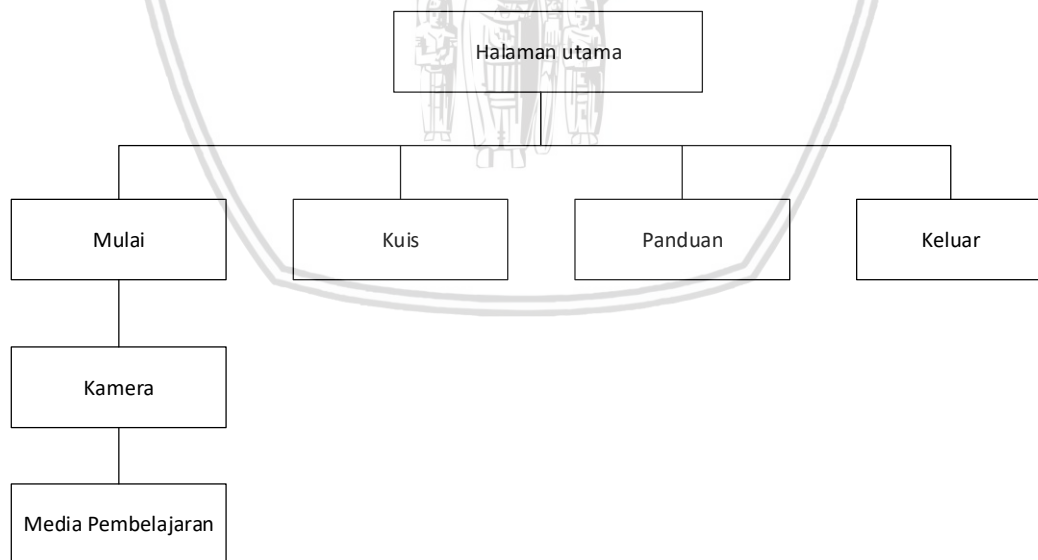 Halaman utama
Mulai
Kuis
Panduan
Keluar
Kamera
Media Pembelajaran